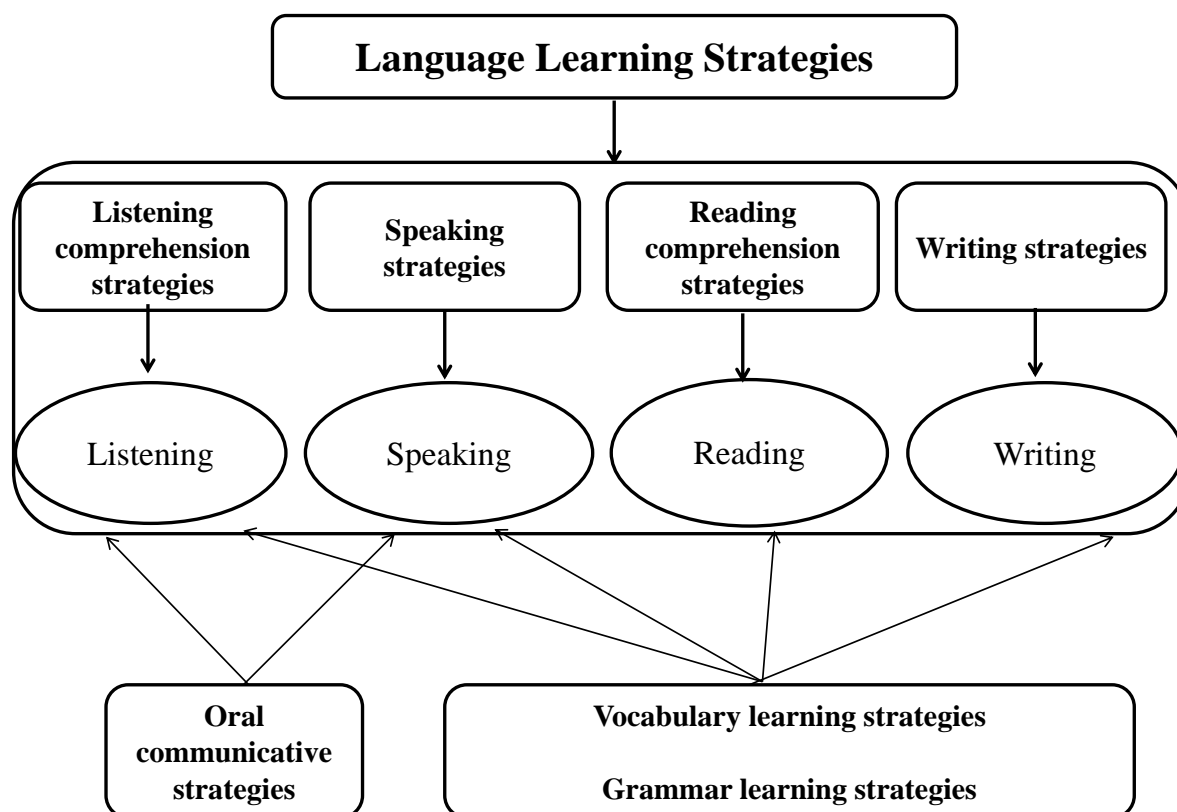 Language Learning Strategies
Listening
comprehension
strategies
Speaking
strategies
Reading
comprehension
strategies
Writing strategies
Listening
Speaking
Reading
Writing
Oral
communicative
strategies
Vocabulary learning strategies
Grammar learning strategies